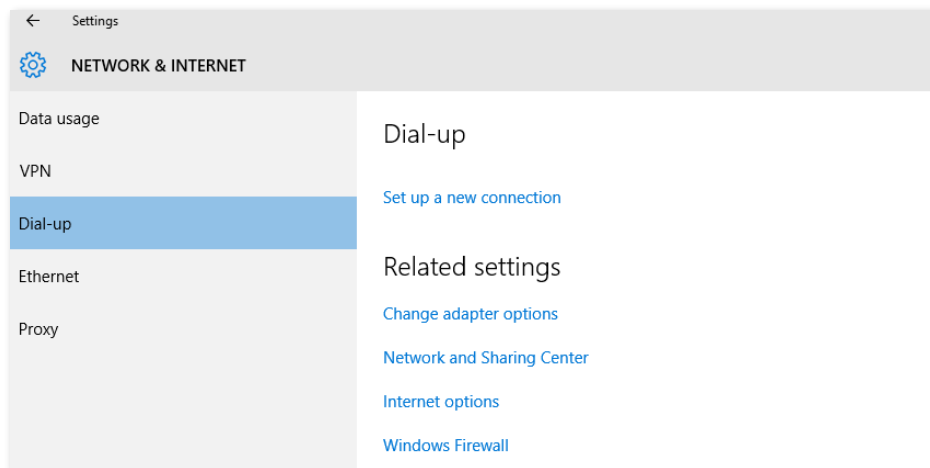 Settings
NETWORK & INTERNET
Data usage
VPN
Dial-up
Ethernet
Proxy
Dial-up
Set up a new connection
Related settings
Change adapter options
Network and Sharing Center
Internet options
Windows Firewall